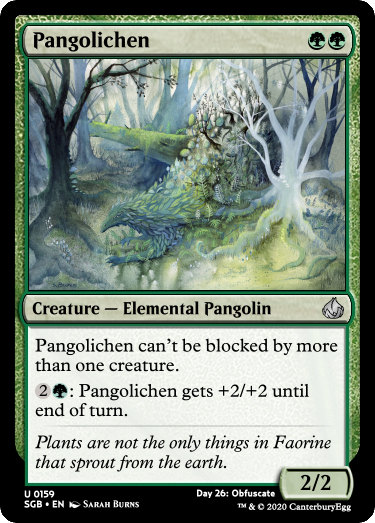 Pangolichen
Creature — Elemental Pangolin
Pangolichen can't be blocked by more
than one creature.
2: Pangolichen gets +2/+2 until
end of turn.
Plants are not the only things in Faorine
that sprout from the earth.
2/2
U 0159
Day 26: Obfuscate
SGB • EN Sarah Burns
™ & © 2020 CanterburyEgg